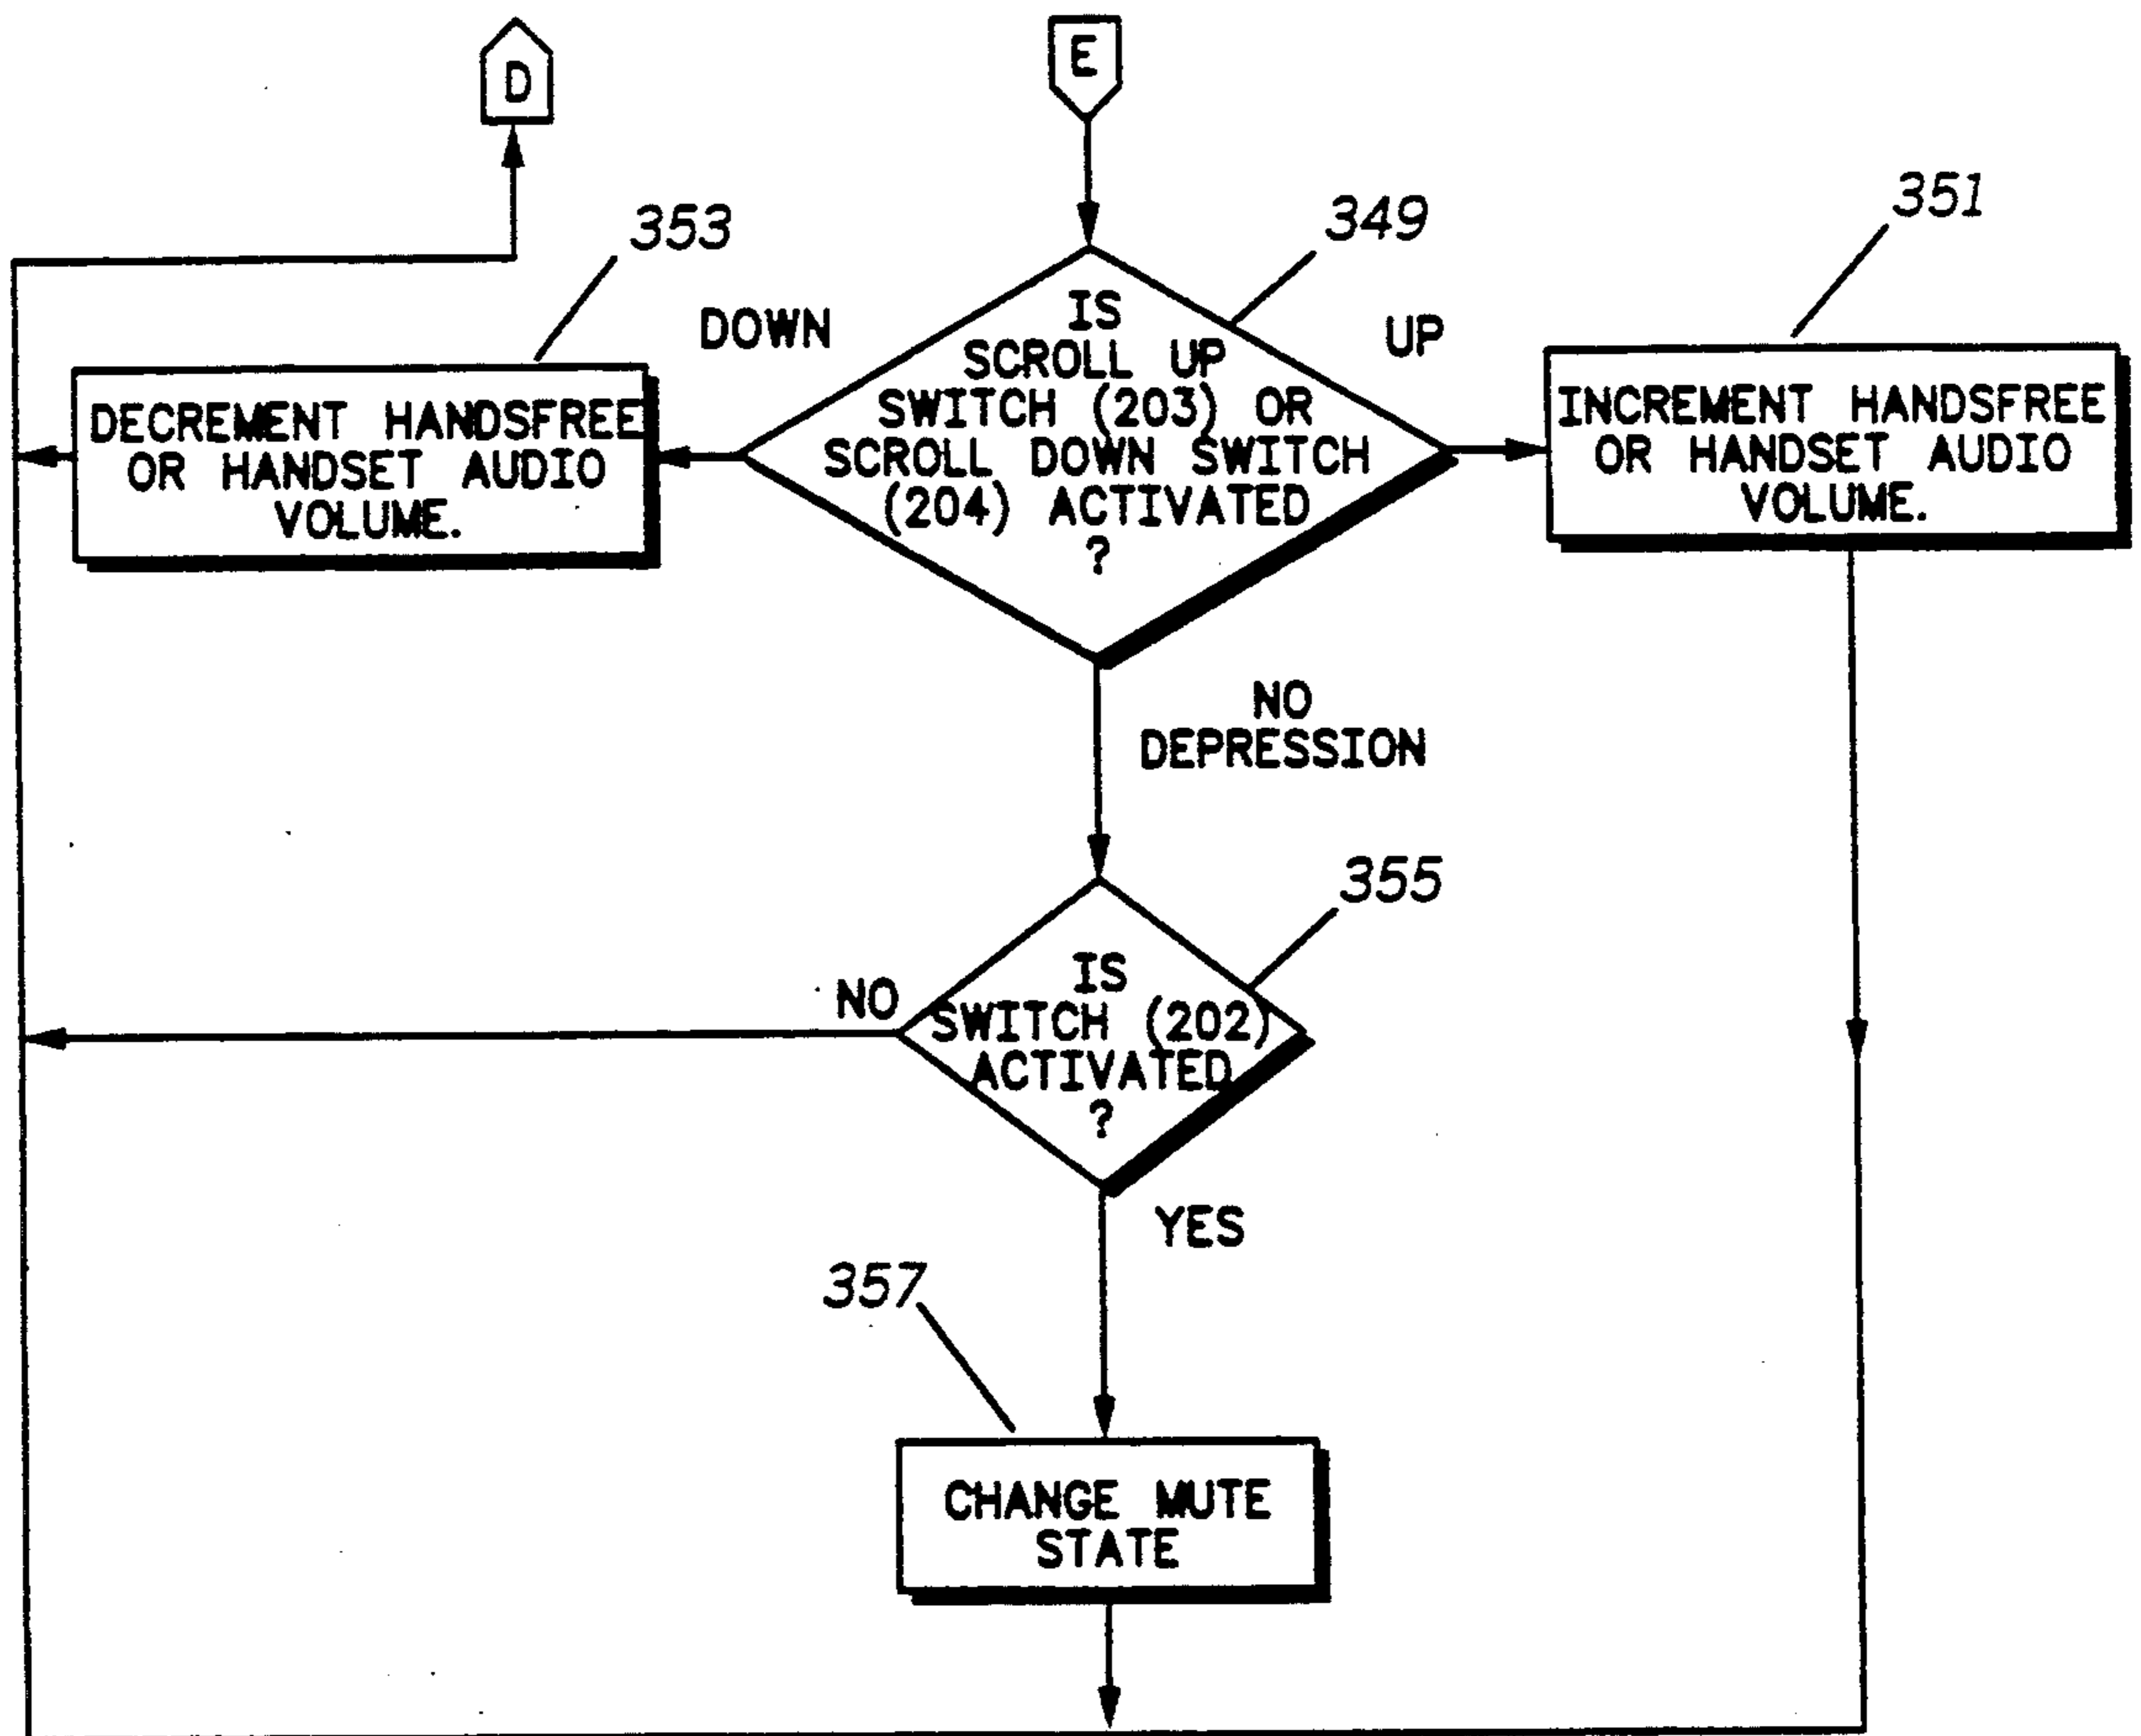 D
E
353
349
351
DOWN
UP
IS
SCROLL UP
SWITCH (203) OR
SCROLL DOWN SWITCH
(204) ACTIVATED
?
DECREMENT HANDSFREE
OR HANDSET AUDIO
VOLUME.
INCREMENT HANDSFREE
OR HANDSET AUDIO
VOLUME.
NO
DEPRESSION
355
NO
IS
SWITCH (202)
ACTIVATED
?
YES
357
CHANGE MUTE
STATE